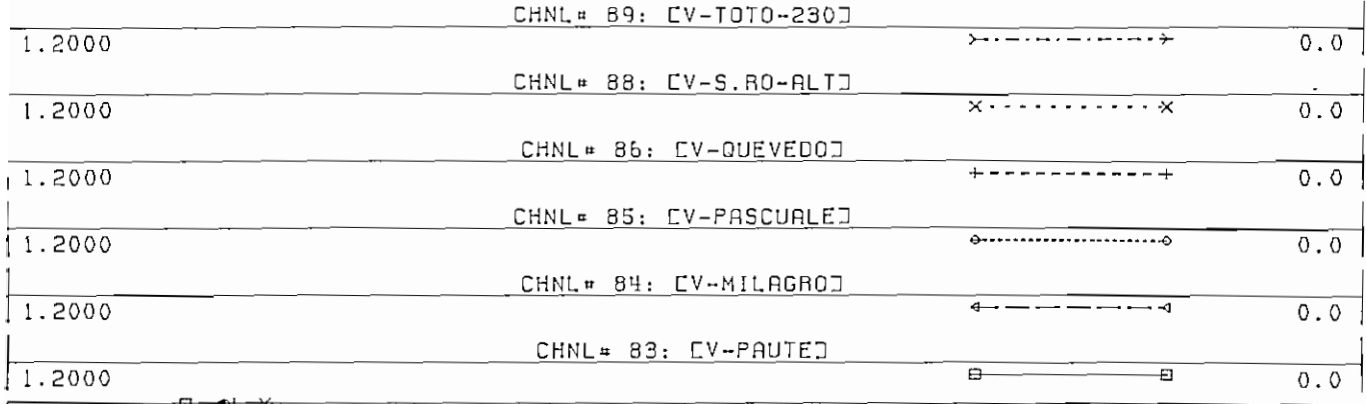 CHNL# 89: [V-TOTO-230]
1.2000 0.0
CHNL# 88: [V-S.RO-ALT]
1.2000 0.0
CHNL# 86: [V-QUEVEDO]
1.2000 0.0
CHNL# 85: [V-PASCUALE]
1.2000 0.0
CHNL# 84: [V-MILAGRO]
1.2000 0.0
CHNL# 83: [V-PAUTE]
1.2000 0.0